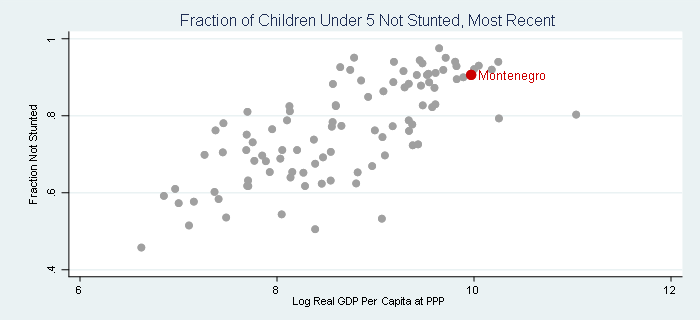 Fraction of Children Under 5 Not Stunted, Most Recent
Fraction Not Stunted
1
.8
.6
.4
Montenegro
6 8 10 12
Log Real GDP Per Capita at PPP